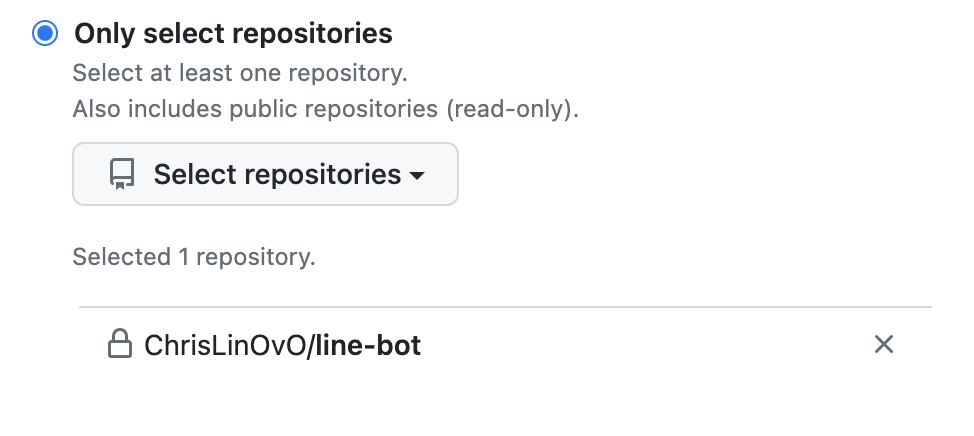 Only select repositories
Select at least one repository.
Also includes public repositories (read-only).
Select repositories
Selected 1 repository.
ChrisLinOvO/line-bot